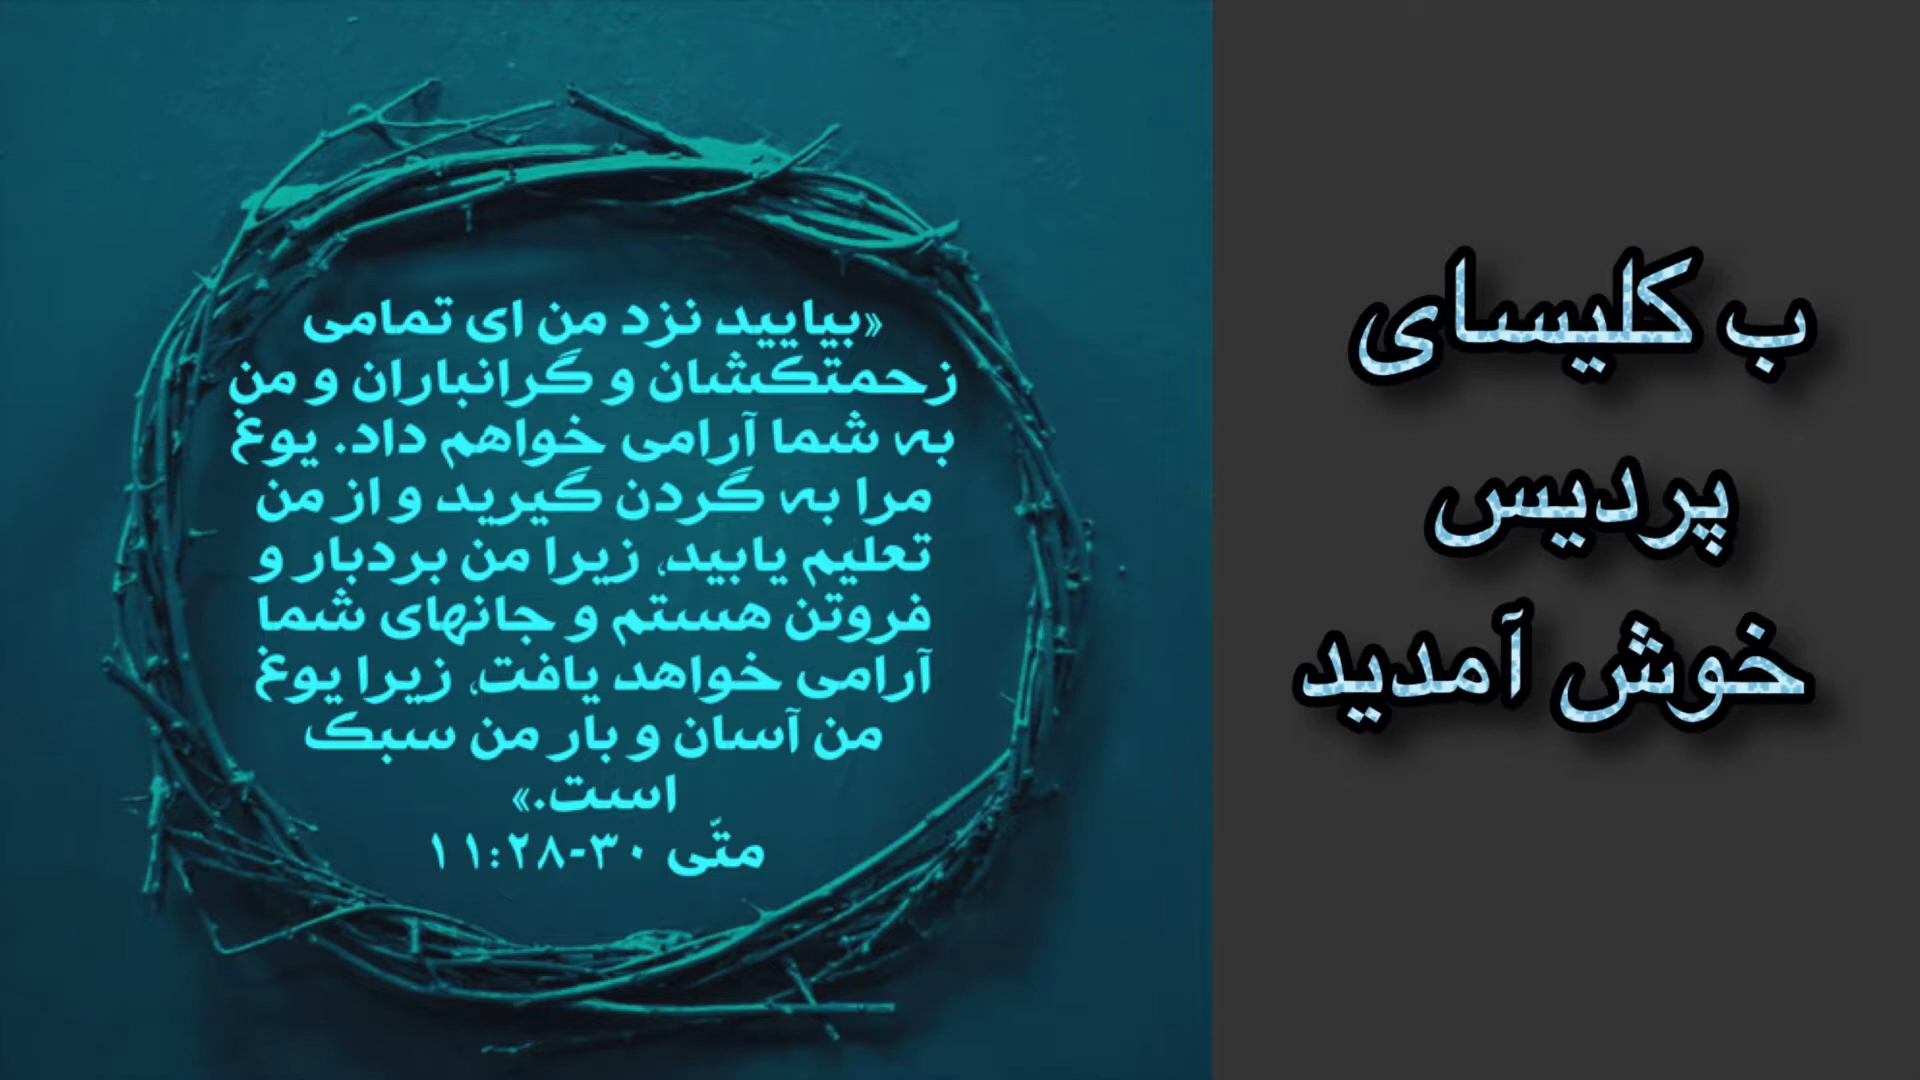 «بیایید نزد من ای تمامی
زحمتکشان و گرانباران و من
به شما آرامی خواهم داد. یوغ
مرا به گردن گیرید و از من
تعلیم یابید، زیرا من بردبار و
فروتن هستم و جانهای شما
آرامی خواهد یافت، زیرا یوغ
من آسان و بار من سبک
است.»
متّی ۳۰-۱۱:۲۸
ب کلیسای
پردیس
خوش آمدید